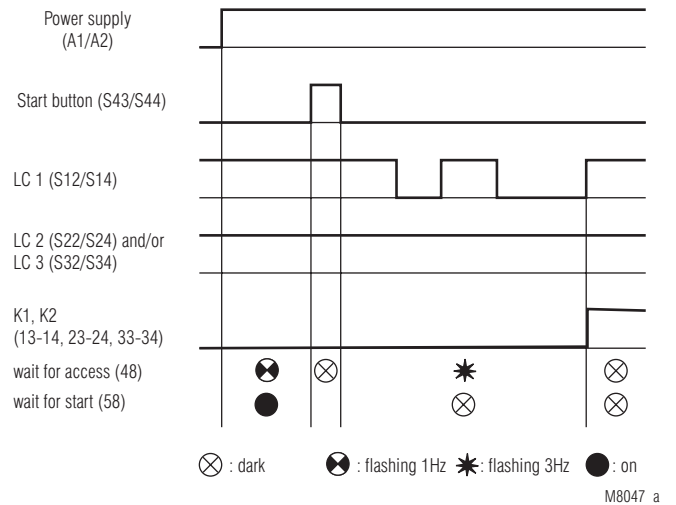 Power supply
(A1/A2)
Start button (S43/S44)
LC 1 (S12/S14)
LC 2 (S22/S24) and/or
LC 3 (S32/S34)
K1, K2
(13-14, 23-24, 33-34)
wait for access (48)
wait for start (58)
: dark : flashing 1Hz : flashing 3Hz : on
M8047 a